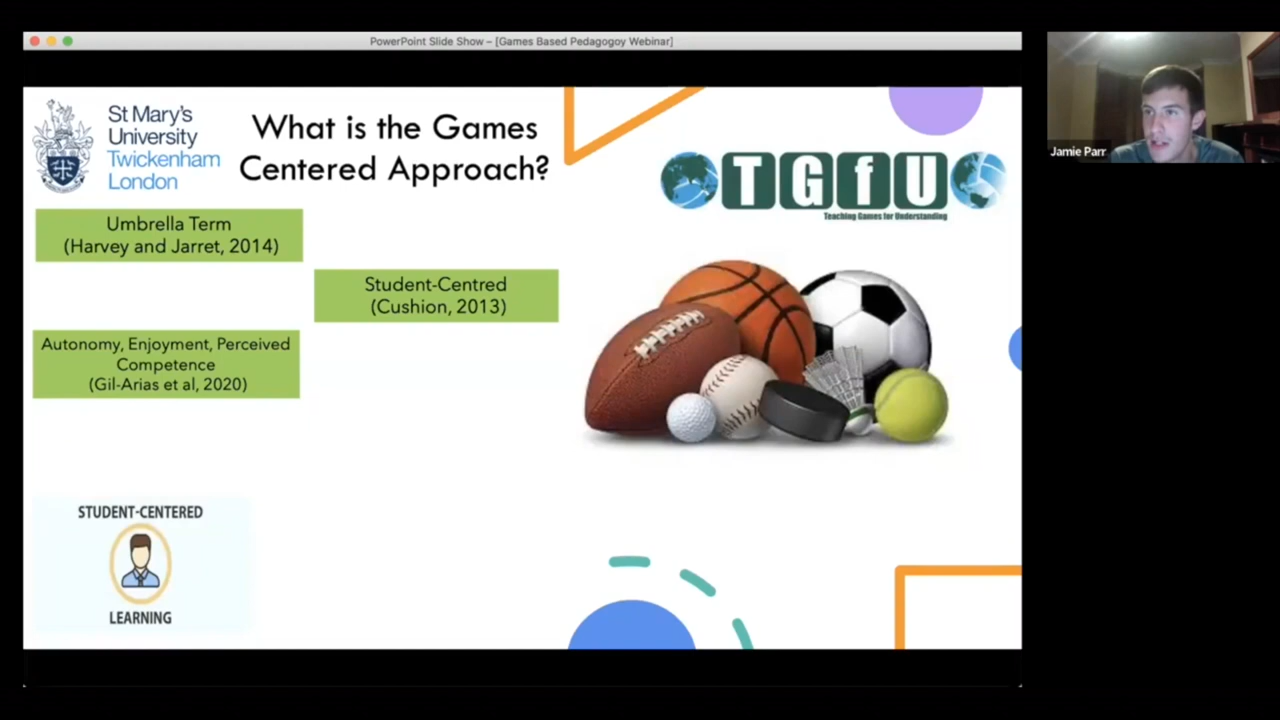 PowerPoint Slide Show – [Games Based Pedagogoy Webinar]
St Mary's
University
Twickenham
London
What is the Games
Centered Approach?
TGfU
Teaching Games for Understanding
Umbrella Term
(Harvey and Jarret, 2014)
Student-Centred
(Cushion, 2013)
Autonomy, Enjoyment, Perceived
Competence
(Gil-Arias et al, 2020)
STUDENT-CENTERED
LEARNING
Jamie Parr